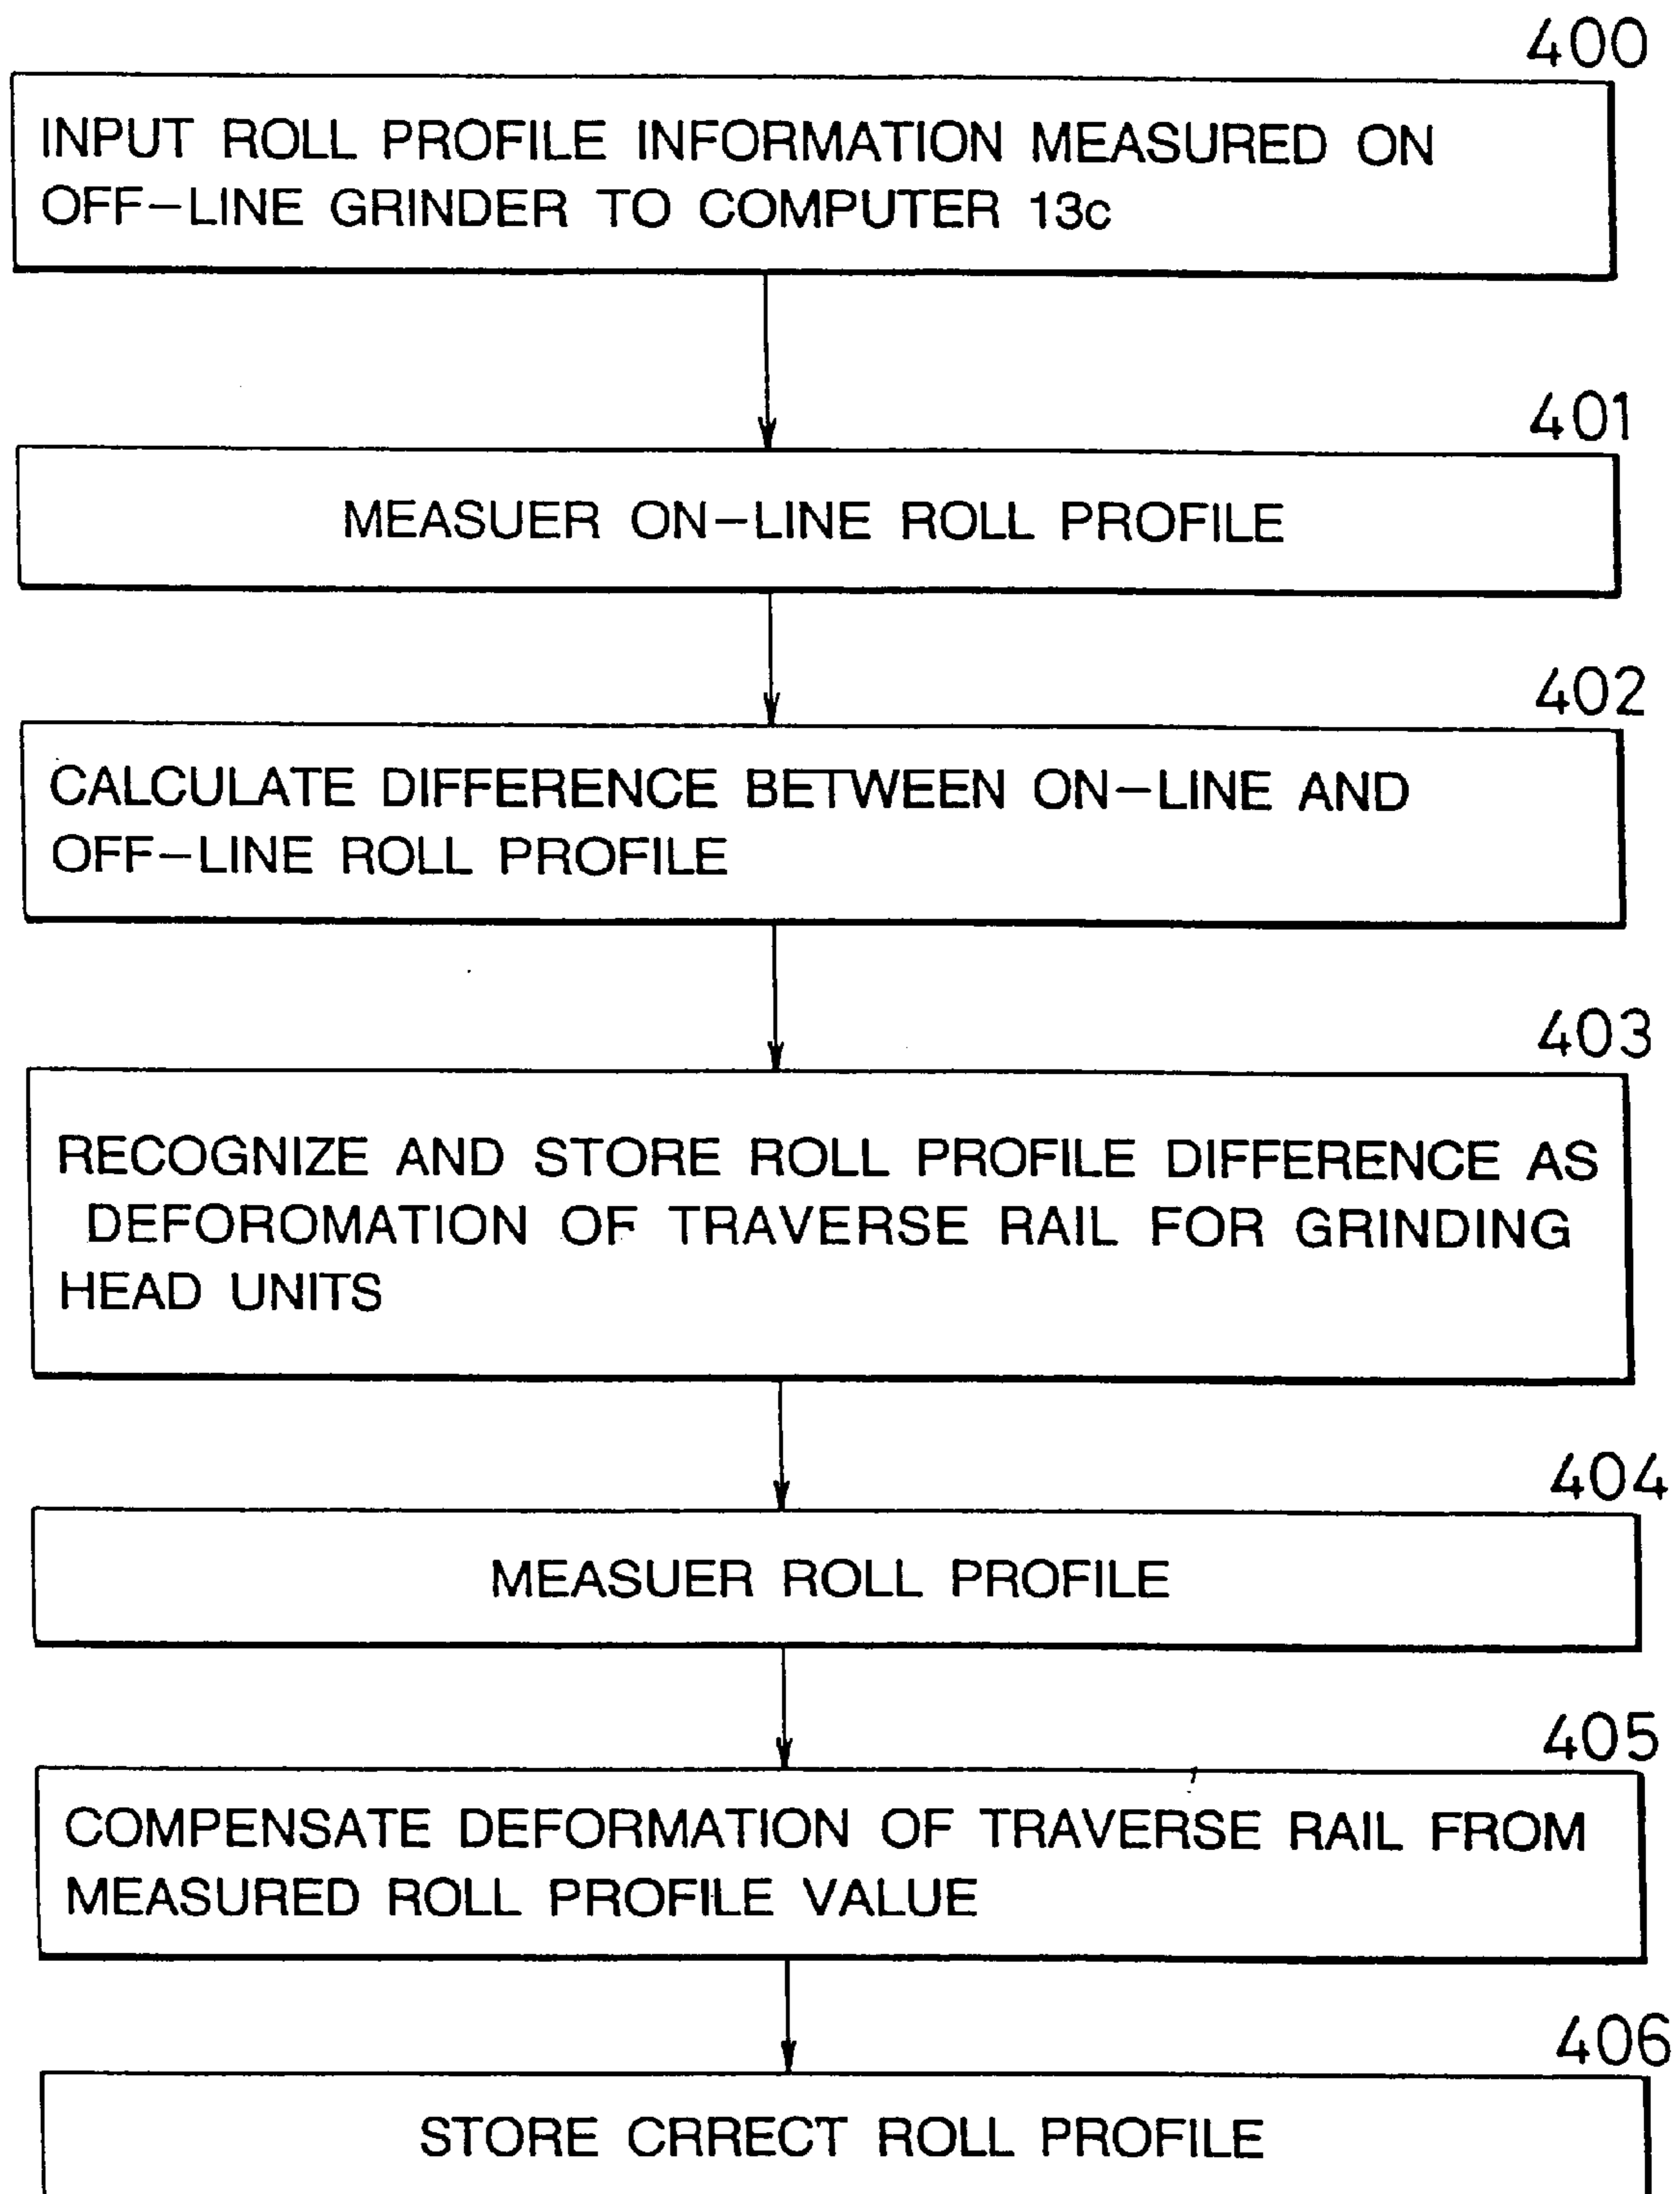 400
INPUT ROLL PROFILE INFORMATION MEASURED ON
OFF-LINE GRINDER TO COMPUTER 13c
401
MEASUER ON-LINE ROLL PROFILE
402
CALCULATE DIFFERENCE BETWEEN ON-LINE AND
OFF-LINE ROLL PROFILE
403
RECOGNIZE AND STORE ROLL PROFILE DIFFERENCE AS
DEFOROMATION OF TRAVERSE RAIL FOR GRINDING
HEAD UNITS
404
MEASUER ROLL PROFILE
405
COMPENSATE DEFORMATION OF TRAVERSE RAIL FROM
MEASURED ROLL PROFILE VALUE
406
STORE CRRECT ROLL PROFILE